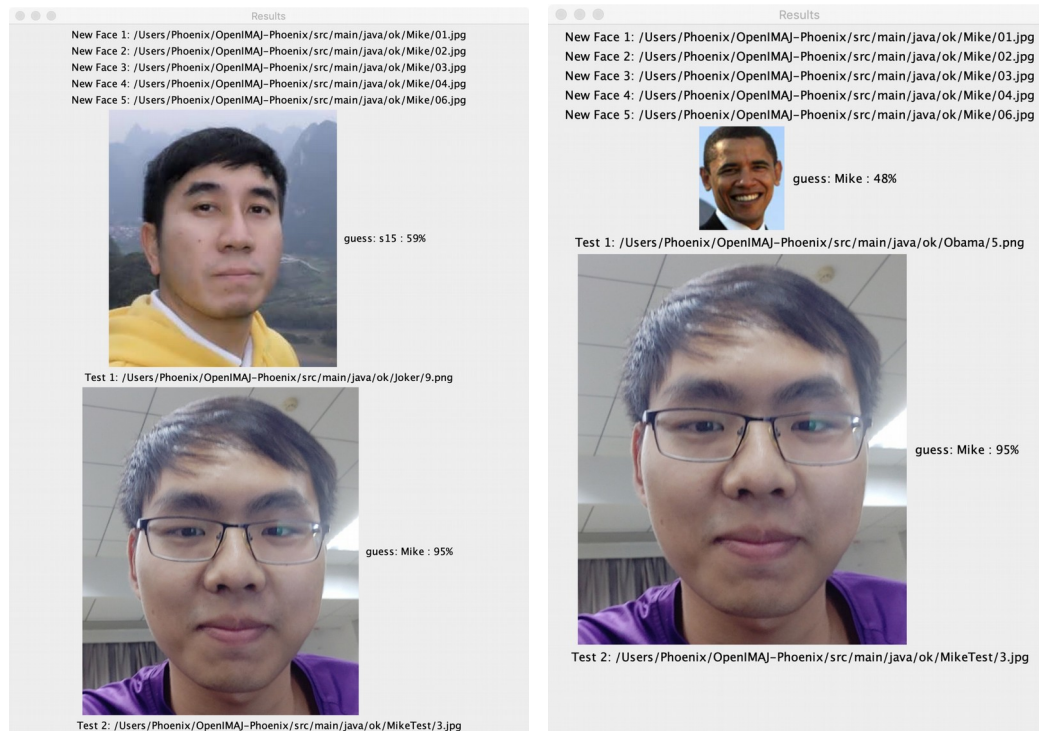 Results
New Face 1: /Users/Phoenix/OpenIMAJ-Phoenix/src/main/java/ok/Mike/01.jpg
New Face 2: /Users/Phoenix/OpenIMAJ-Phoenix/src/main/java/ok/Mike/02.jpg
New Face 3: /Users/Phoenix/OpenIMAJ-Phoenix/src/main/java/ok/Mike/03.jpg
New Face 4: /Users/Phoenix/OpenIMAJ-Phoenix/src/main/java/ok/Mike/04.jpg
New Face 5: /Users/Phoenix/OpenIMAJ-Phoenix/src/main/java/ok/Mike/06.jpg
guess: s15 : 59%
Test 1: /Users/Phoenix/OpenIMAJ-Phoenix/src/main/java/ok/Joker/9.png
guess: Mike : 95%
Test 2: /Users/Phoenix/OpenIMAJ-Phoenix/src/main/java/ok/MikeTest/3.jpg
Results
New Face 1: /Users/Phoenix/OpenIMAJ-Phoenix/src/main/java/ok/Mike/01.jpg
New Face 2: /Users/Phoenix/OpenIMAJ-Phoenix/src/main/java/ok/Mike/02.jpg
New Face 3: /Users/Phoenix/OpenIMAJ-Phoenix/src/main/java/ok/Mike/03.jpg
New Face 4: /Users/Phoenix/OpenIMAJ-Phoenix/src/main/java/ok/Mike/04.jpg
New Face 5: /Users/Phoenix/OpenIMAJ-Phoenix/src/main/java/ok/Mike/06.jpg
guess: Mike : 48%
Test 1: /Users/Phoenix/OpenIMAJ-Phoenix/src/main/java/ok/Obama/5.png
guess: Mike : 95%
Test 2: /Users/Phoenix/OpenIMAJ-Phoenix/src/main/java/ok/MikeTest/3.jpg